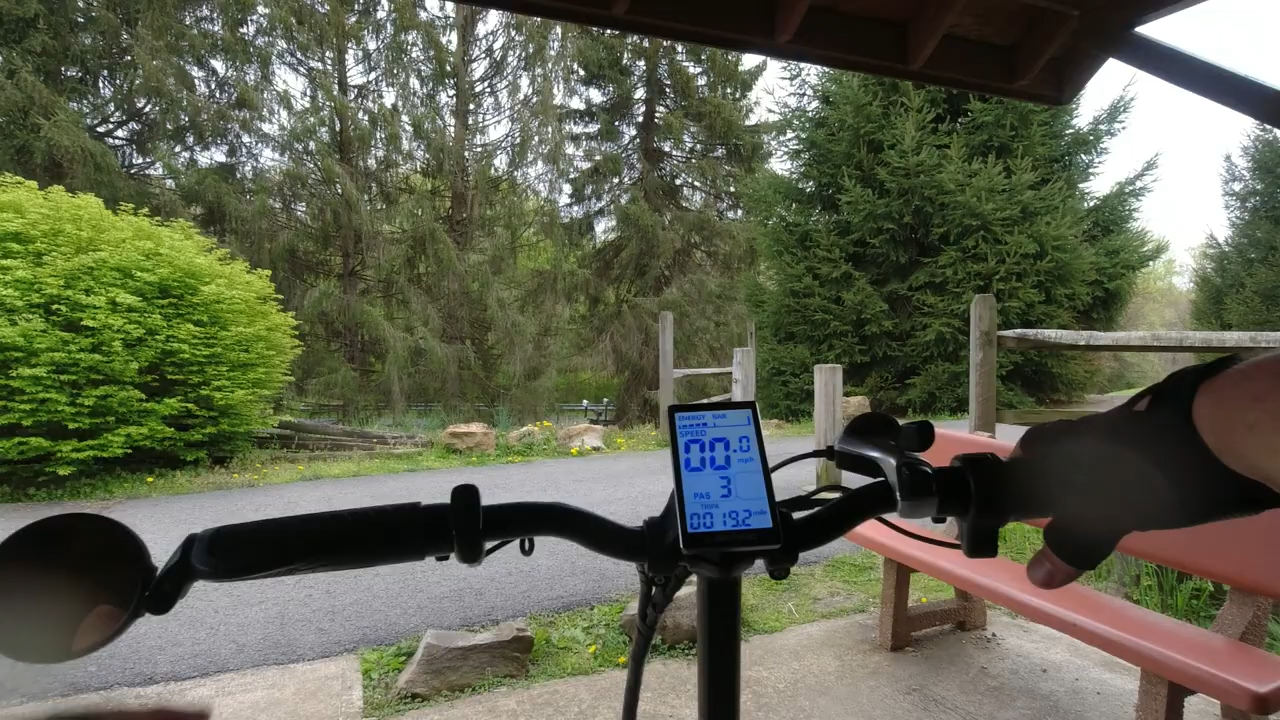 ENERGY BAR
SPEED
00.0
mph
PAS 3
TRIPA
0019.2 mile